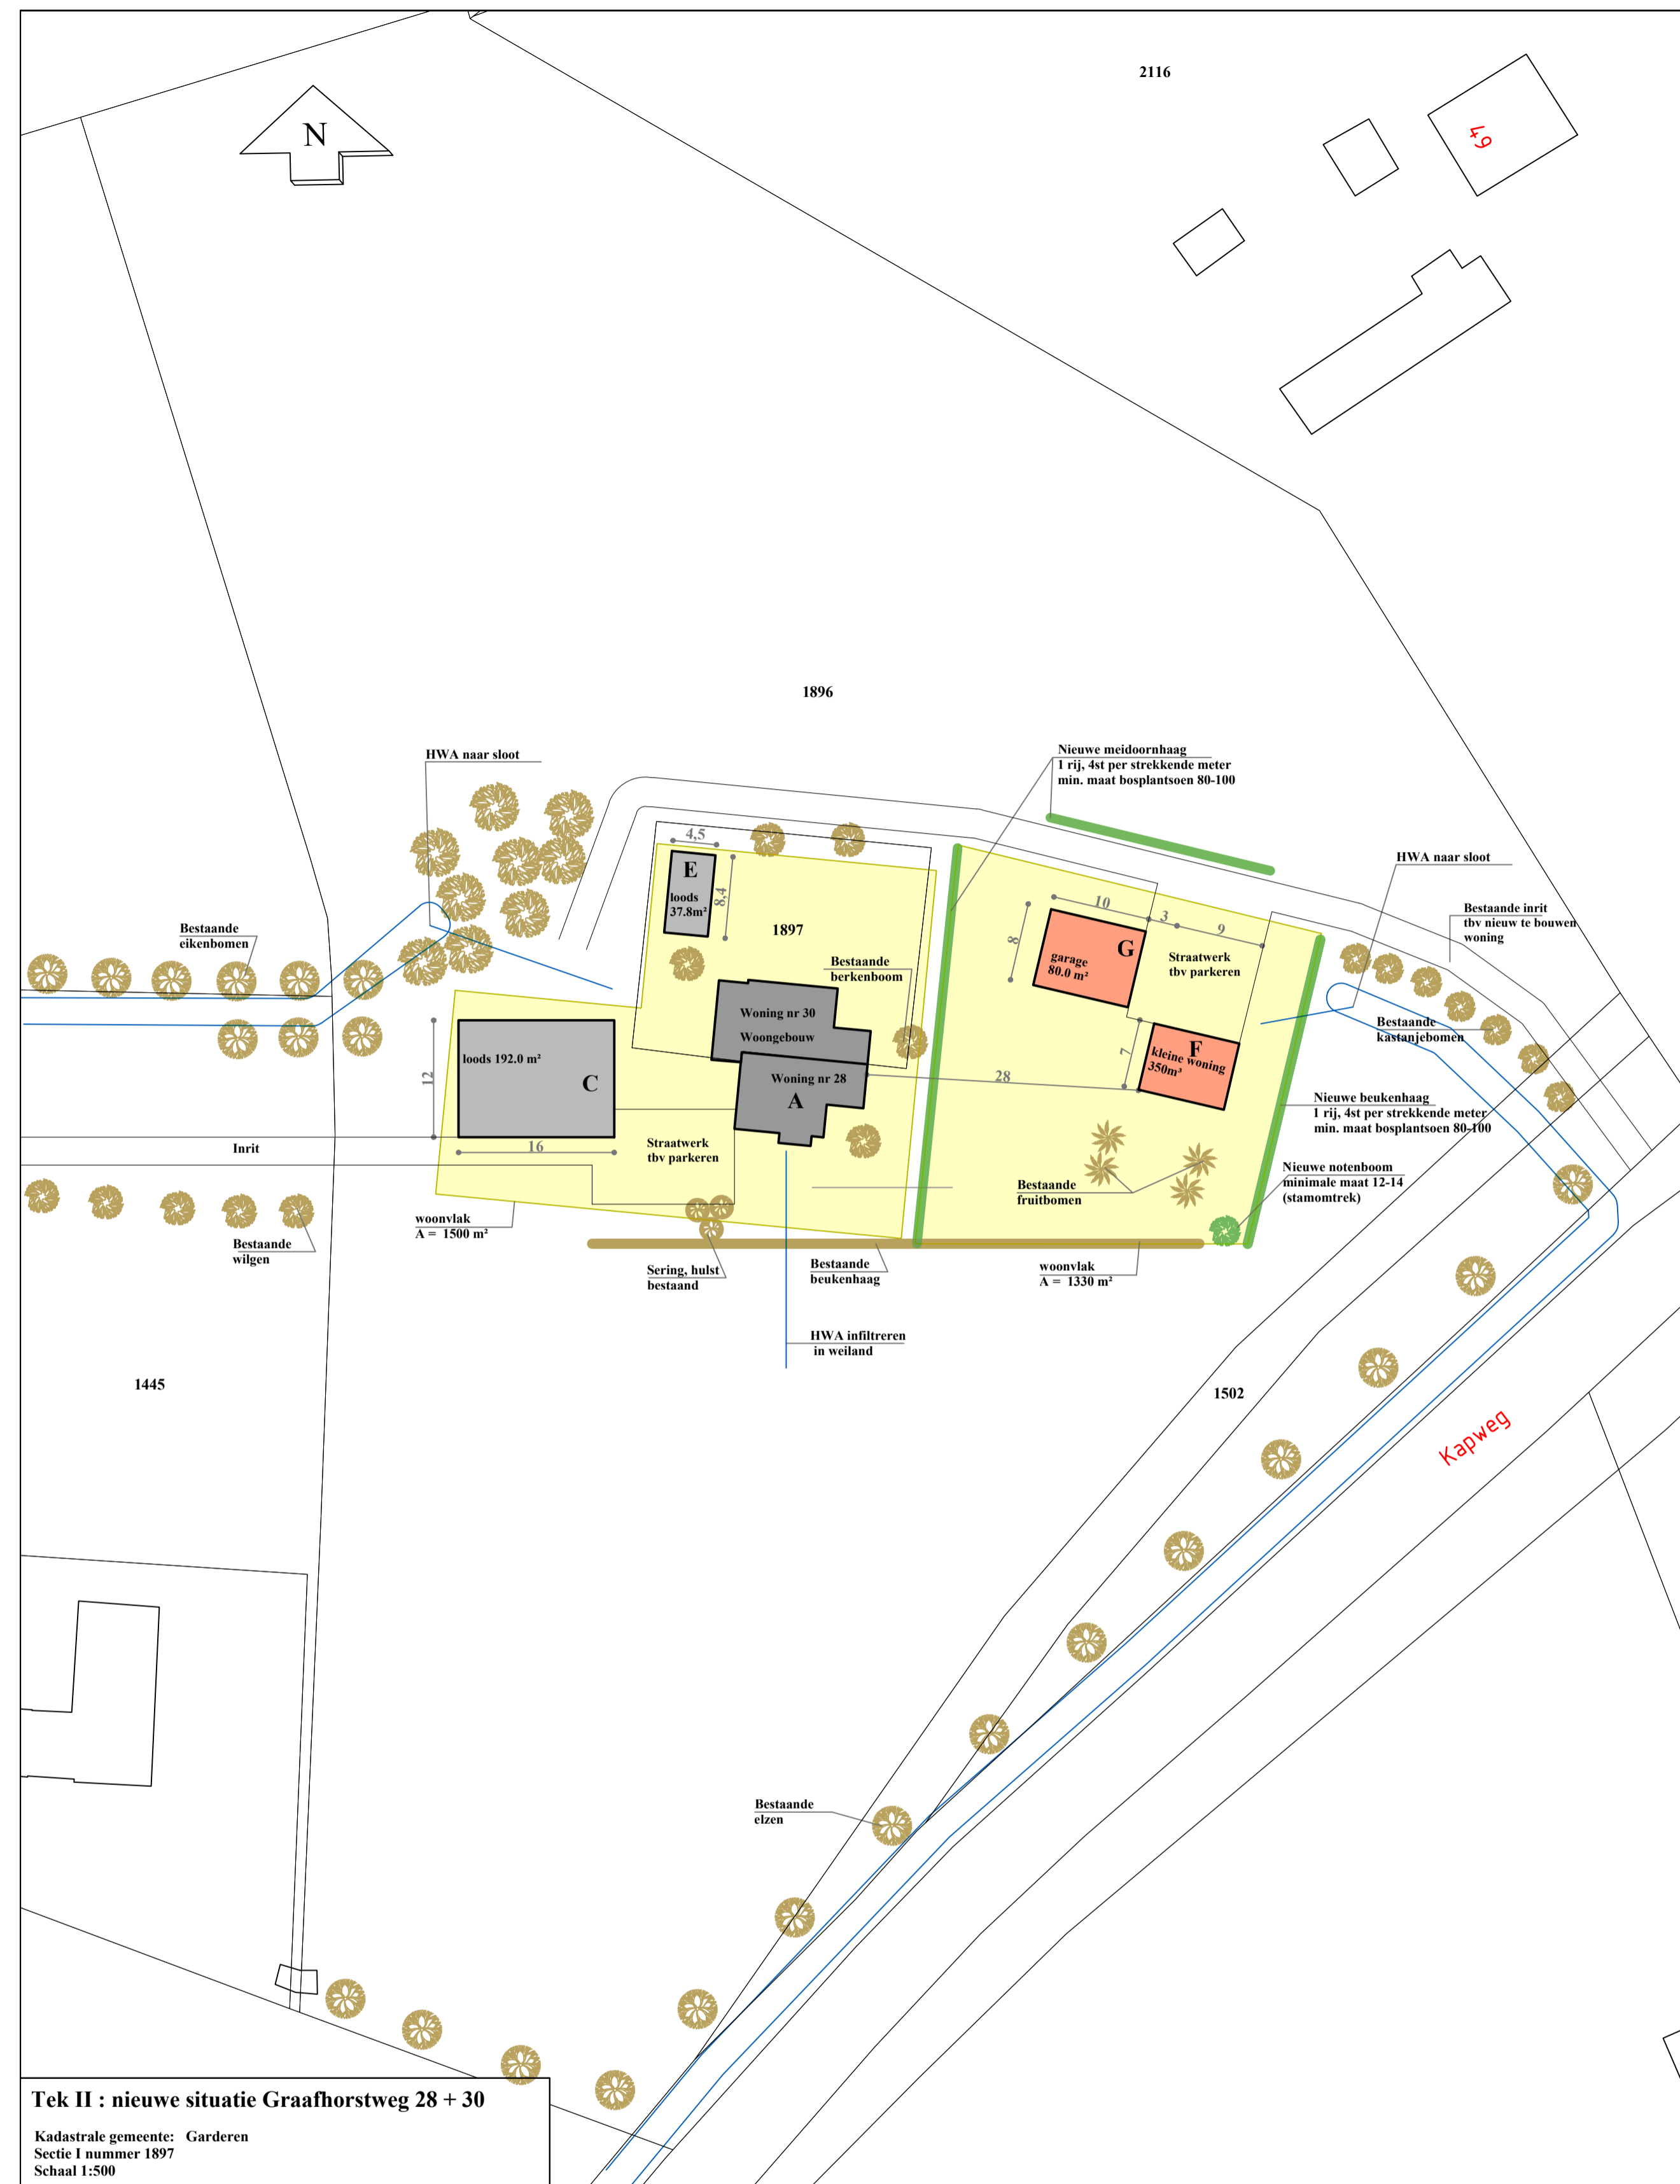 2116
N
49
1896
HWA naar sloot
Nieuwe meidoornhaag
1 rij, 4st per strekkende meter
min. maat bosplantsoen 80-100
4,5
E
loods
37.8m²
8,4
1897
HWA naar sloot
10
3
9
8
G
garage
80.0 m²
Straatwerk
tbv parkeren
Bestaande inrit
tbv nieuw te bouwen
woning
Bestaande
eikenbomen
Bestaande
berkenboom
Woning nr 30
Woongebouw
Bestaande
kastanjebomen
loods 192.0 m²
C
12
16
Woning nr 28
A
28
7
F
kleine woning
350m³
Nieuwe beukenhaag
1 rij, 4st per strekkende meter
min. maat bosplantsoen 80-100
Inrit
Straatwerk
tbv parkeren
Nieuwe notenboom
minimale maat 12-14
(stamomtrek)
Bestaande
fruitbomen
woonvlak
A = 1500 m²
Bestaande
wilgen
Sering, hulst
bestaand
Bestaande
beukenhaag
woonvlak
A = 1330 m²
HWA infiltreren
in weiland
1445
1502
Kapweg
Bestaande
elzen
Tek II : nieuwe situatie Graafhorstweg 28 + 30
Kadastrale gemeente: Garderen
Sectie I nummer 1897
Schaal 1:500